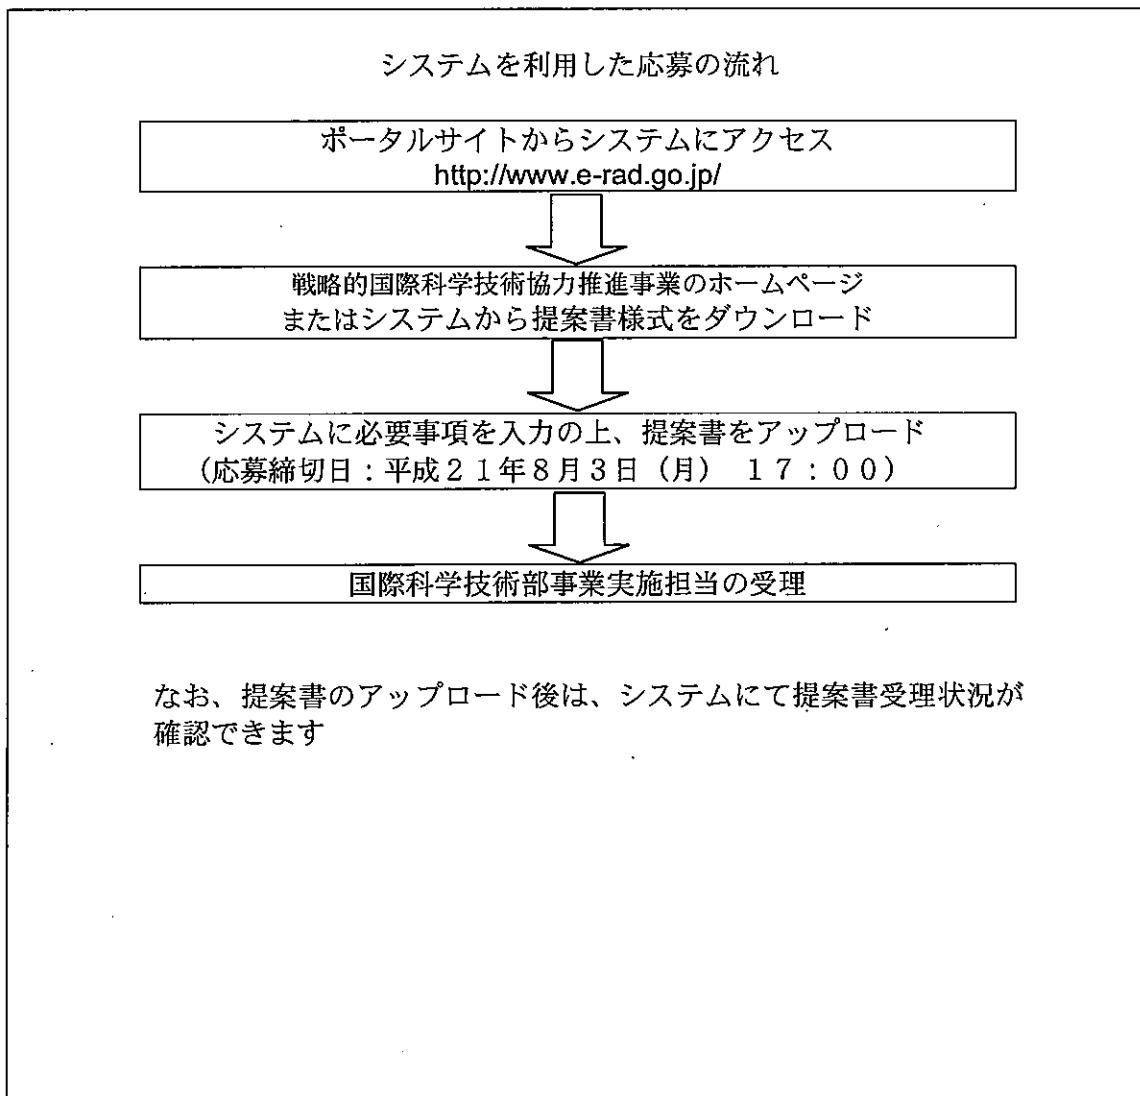 システムを利用した応募の流れ
ポータルサイトからシステムにアクセス
http://www.e-rad.go.jp/
戦略的国際科学技術協力推進事業のホームページ
またはシステムから提案書様式をダウンロード
システムに必要事項を入力の上、提案書をアップロード
（応募締切日：平成２１年８月３日（月）　１７：００）
国際科学技術部事業実施担当の受理
なお、提案書のアップロード後は、システムにて提案書受理状況が
確認できます